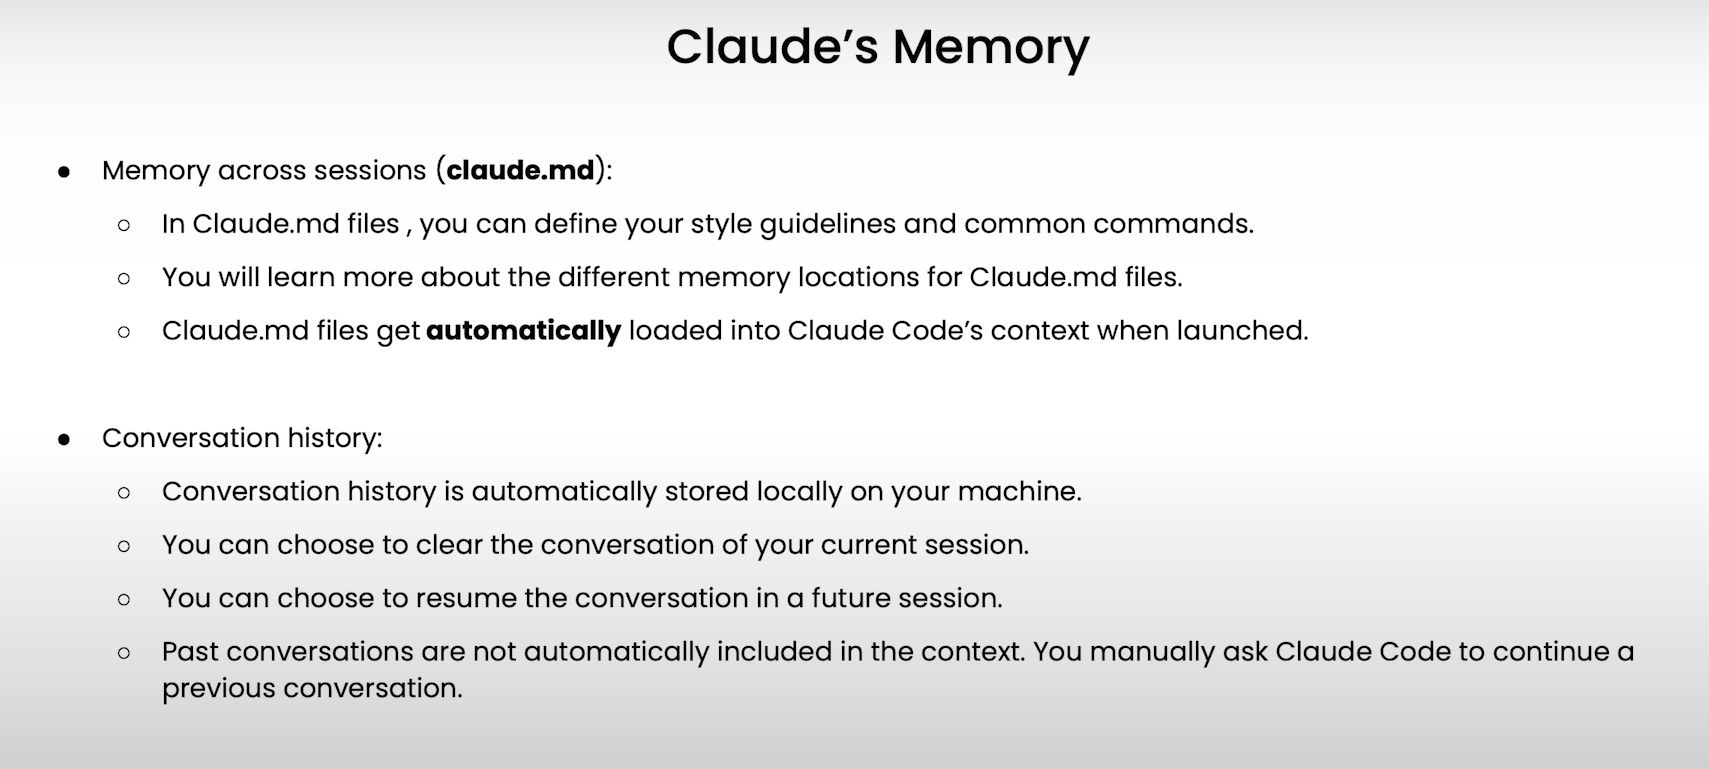 Claude’s Memory
● Memory across sessions (claude.md):
○ In Claude.md files , you can define your style guidelines and common commands.
○ You will learn more about the different memory locations for Claude.md files.
○ Claude.md files get automatically loaded into Claude Code’s context when launched.
● Conversation history:
○ Conversation history is automatically stored locally on your machine.
○ You can choose to clear the conversation of your current session.
○ You can choose to resume the conversation in a future session.
○ Past conversations are not automatically included in the context. You manually ask Claude Code to continue a
previous conversation.